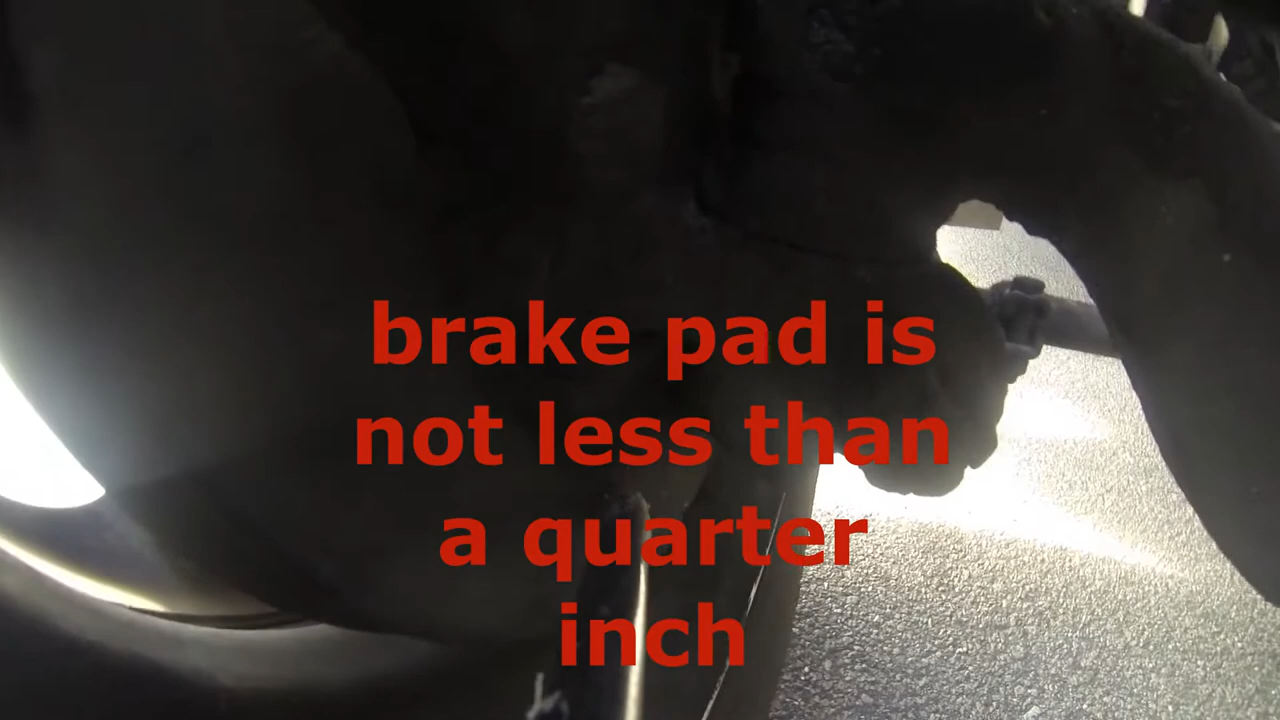 brake pad is
not less than
a quarter
inch